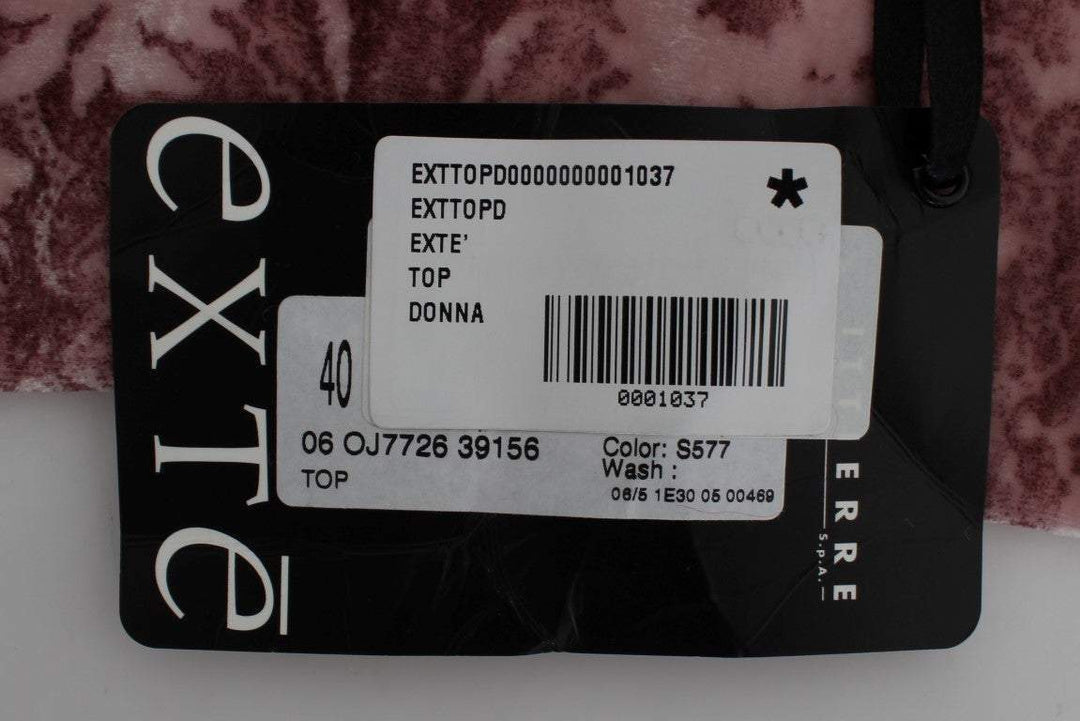 extē
EXTTOPD0000000001037
EXTTOPD
EXTE'
TOP
DONNA
*
0001037
40
06 OJ7726 39156
TOP
Color: S577
Wash :
06/5 1E30 05 00469
ERRE
S.p.A.